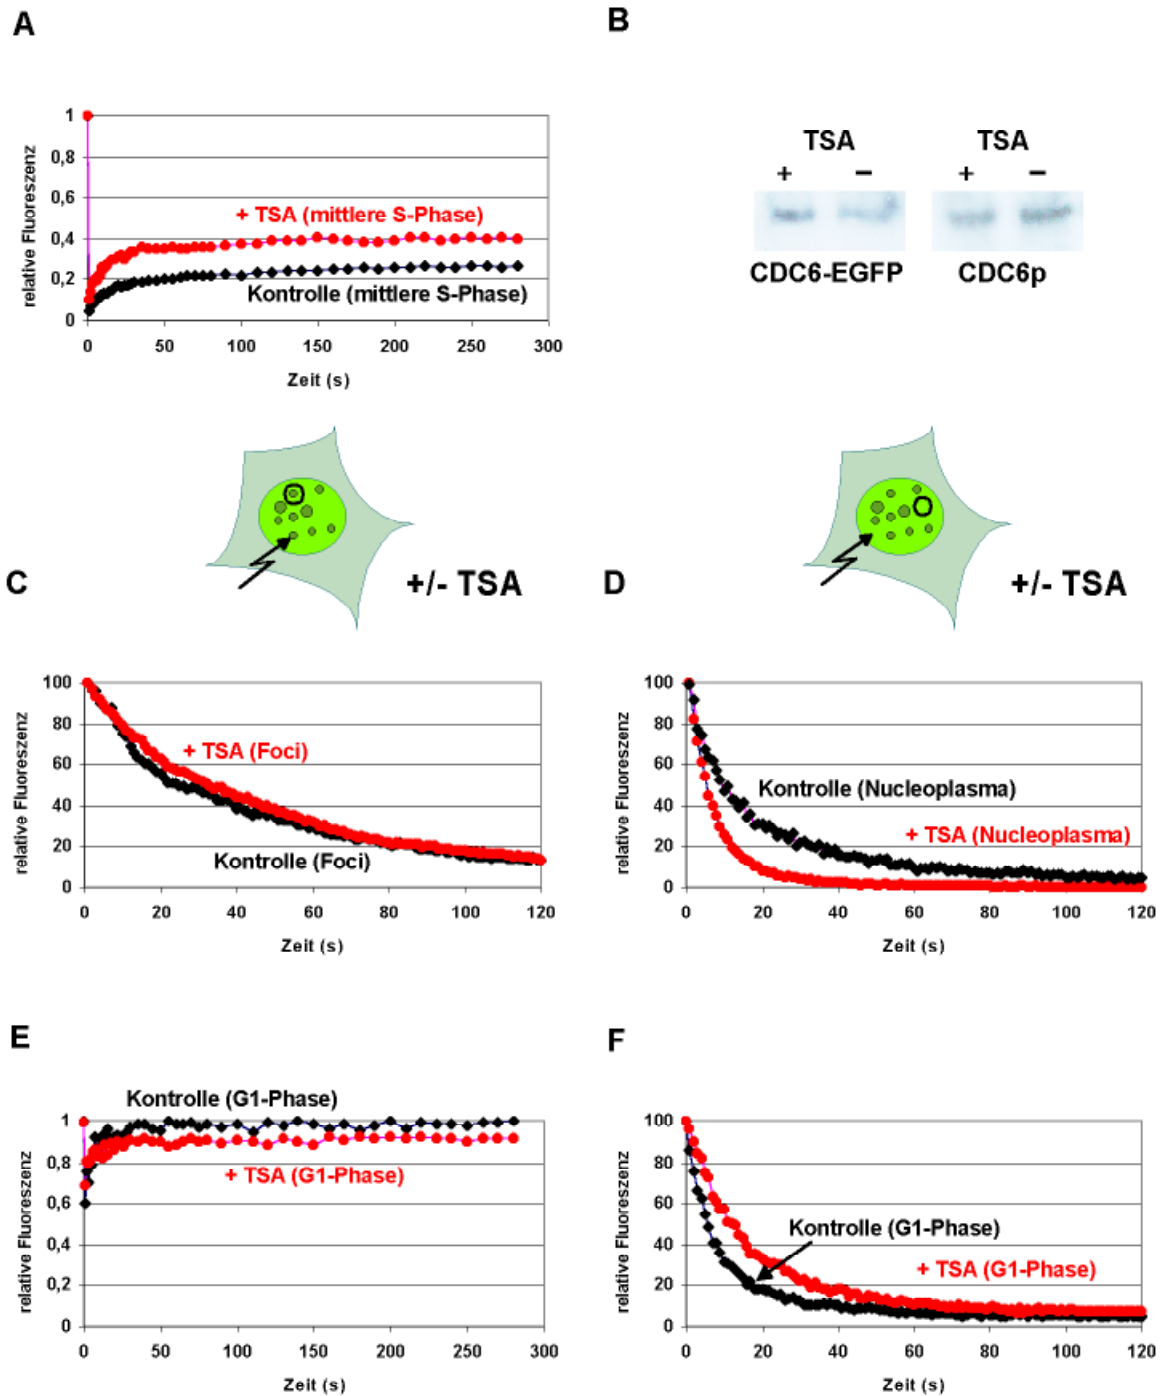 A
relative Fluoreszenz
1
0,8
0,6
0,4
0,2
0
+ TSA (mittlere S-Phase)
Kontrolle (mittlere S-Phase)
0 50 100 150 200 250 300
Zeit (s)
B
TSA TSA
+ − + −
CDC6-EGFP CDC6p
C
+/- TSA
relative Fluoreszenz
100
80
60
40
20
0
+ TSA (Foci)
Kontrolle (Foci)
0 20 40 60 80 100 120
Zeit (s)
D
+/- TSA
relative Fluoreszenz
100
80
60
40
20
0
Kontrolle (Nucleoplasma)
+ TSA (Nucleoplasma)
0 20 40 60 80 100 120
Zeit (s)
E
relative Fluoreszenz
Kontrolle (G1-Phase)
1
0,8
0,6
0,4
0,2
0
+ TSA (G1-Phase)
0 50 100 150 200 250 300
Zeit (s)
F
relative Fluoreszenz
100
80
60
40
20
0
Kontrolle (G1-Phase)
+ TSA (G1-Phase)
0 20 40 60 80 100 120
Zeit (s)